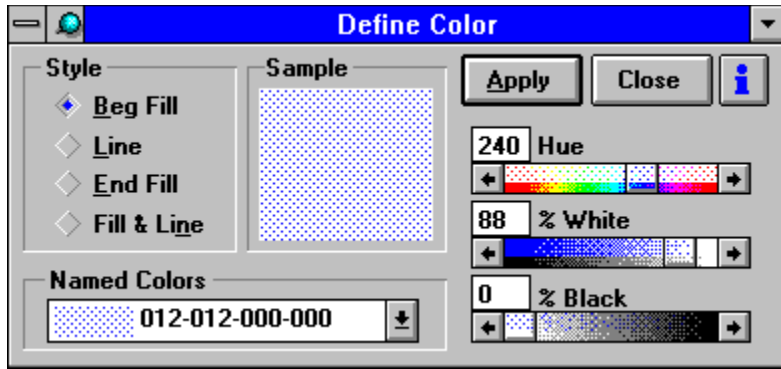 Define Color
Style
Beg Fill
Line
End Fill
Fill & Line
Sample
Apply
Close
i
240 Hue
88 % White
0 % Black
Named Colors
012-012-000-000